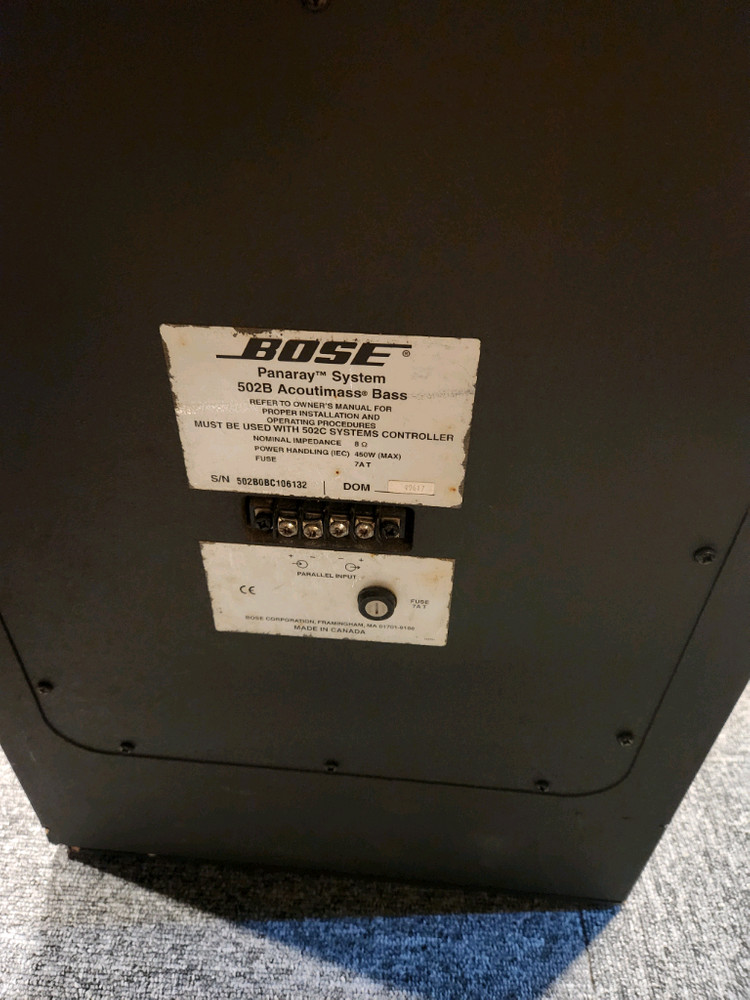 BOSE®
Panaray™ System
502B Acoutimass® Bass
REFER TO OWNER'S MANUAL FOR
PROPER INSTALLATION AND
OPERATING PROCEDURES
MUST BE USED WITH 502C SYSTEMS CONTROLLER
NOMINAL IMPEDANCE 8 Ω
POWER HANDLING (IEC) 450W (MAX)
FUSE 7A T
S/N 502B0BC106132 | DOM
+ − − +
PARALLEL INPUT
CE
FUSE
7A T
BOSE CORPORATION, FRAMINGHAM, MA 01701-9168
MADE IN CANADA